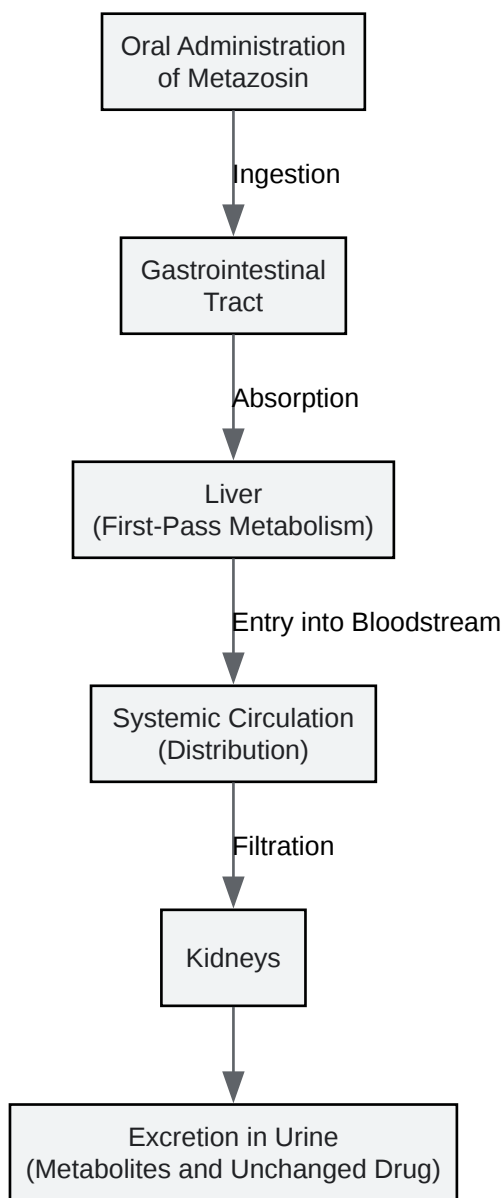 Oral Administration
of Metazosin
Ingestion
Gastrointestinal
Tract
Absorption
Liver
(First-Pass Metabolism)
Entry into Bloodstream
Systemic Circulation
(Distribution)
Filtration
Kidneys
Excretion in Urine
(Metabolites and Unchanged Drug)